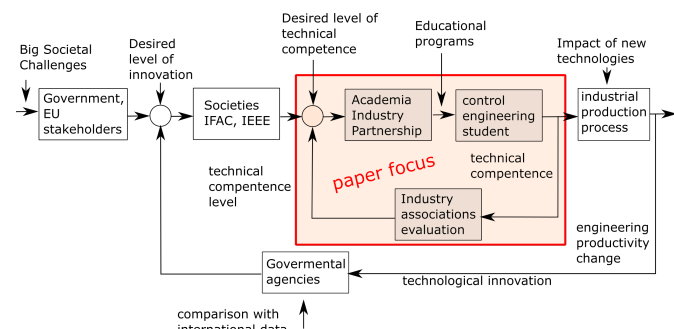 Big Societal
Challenges
Desired
level of
innovation
Desired level of
technical
competence
Educational
programs
Impact of new
technologies
Government,
EU
stakeholders
Societies
IFAC, IEEE
Academia
Industry
Partnership
control
engineering
student
industrial
production
process
technical
compentence
level
paper focus
technical
compentence
Industry
associations
evaluation
engineering
productivity
change
Govermental
agencies
technological innovation
comparison with
international data